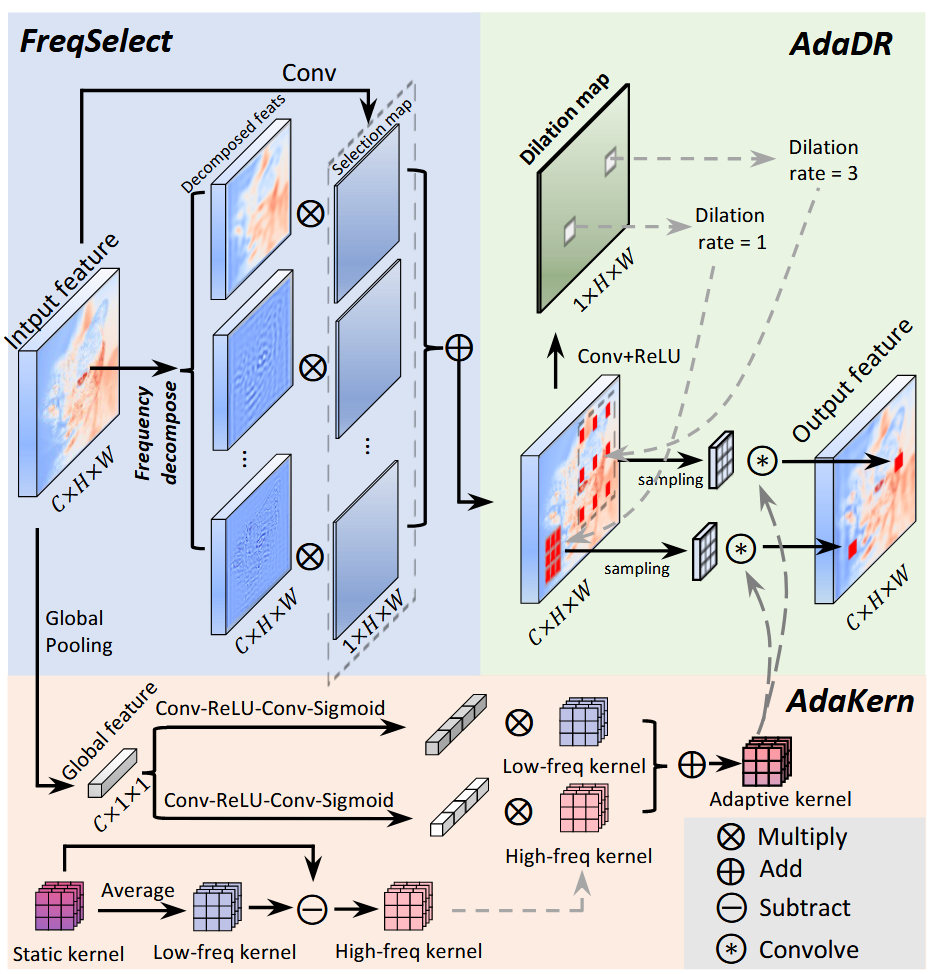 FreqSelect
AdaDR
Conv
Decomposed feats
Selection map
Dilation map
Dilation
rate = 3
Dilation
rate = 1
1×H×W
Intput feature
Frequency
decompose
C×H×W
...
...
C×H×W
1×H×W
Conv+ReLU
Output feature
sampling
sampling
C×H×W
C×H×W
Global
Pooling
AdaKern
Global feature
C×1×1
Conv-ReLU-Conv-Sigmoid
Conv-ReLU-Conv-Sigmoid
Low-freq kernel
High-freq kernel
Adaptive kernel
Average
Static kernel
Low-freq kernel
High-freq kernel
Multiply
Add
Subtract
Convolve